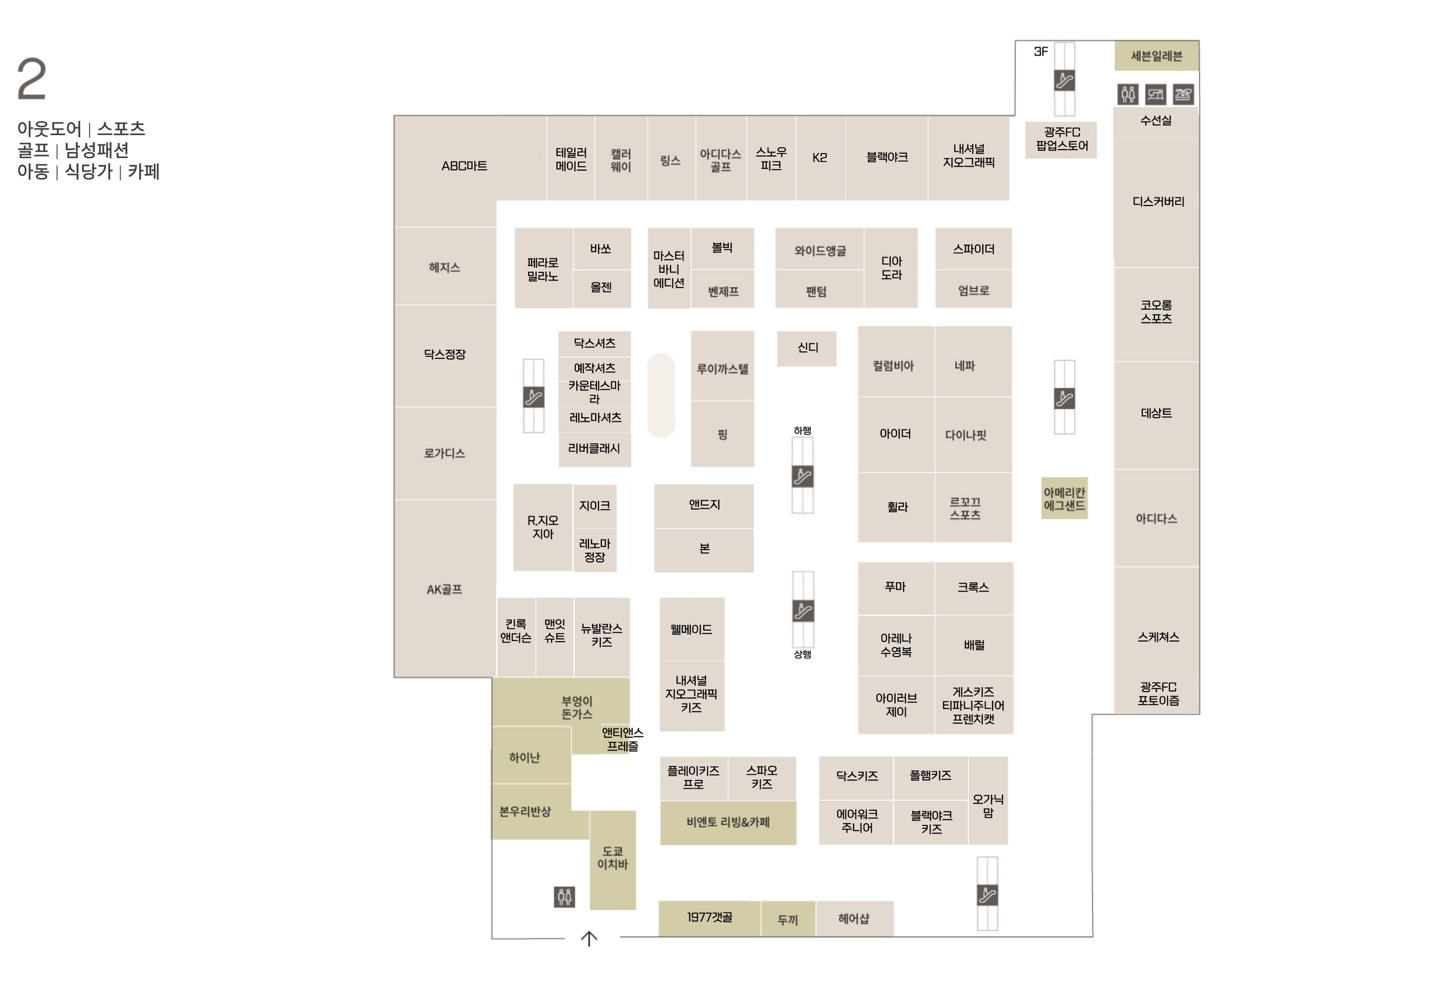 2
아웃도어 | 스포츠
골프 | 남성패션
아동 | 식당가 | 카페
3F
세븐일레븐
수선실
광주FC
팝업스토어
ABC마트
테일러
메이드
캘러
웨이
링스
아디다스
골프
스노우
피크
K2
블랙야크
내셔널
지오그래픽
디스커버리
헤지스
페라로
밀라노
바쏘
올젠
마스터
바니
에디션
볼빅
벤제프
와이드앵글
팬텀
디아
도라
스파이더
엄브로
코오롱
스포츠
닥스정장
닥스셔츠
예작셔츠
카운테스마
라
레노마셔츠
리버클래시
루이까스텔
핑
신디
컬럼비아
네파
데상트
로가디스
하행
아이더
다이나핏
R.지오
지아
지이크
레노마
정장
앤드지
본
휠라
르꼬끄
스포츠
아메리칸
에그샌드
아디다스
AK골프
킨록
앤더슨
맨잇
슈트
뉴발란스
키즈
웰메이드
내셔널
지오그래픽
키즈
상행
푸마
크록스
아레나
수영복
배럴
아이러브
제이
게스키즈
티파니주니어
프렌치캣
스케쳐스
광주FC
포토이즘
부엉이
돈가스
앤티앤스
프레즐
하이난
본우리반상
도쿄
이치바
플레이키즈
프로
스파오
키즈
비엔토 리빙&카페
닥스키즈
폴햄키즈
오가닉
맘
에어워크
주니어
블랙야크
키즈
1977갯골
두끼
헤어샵